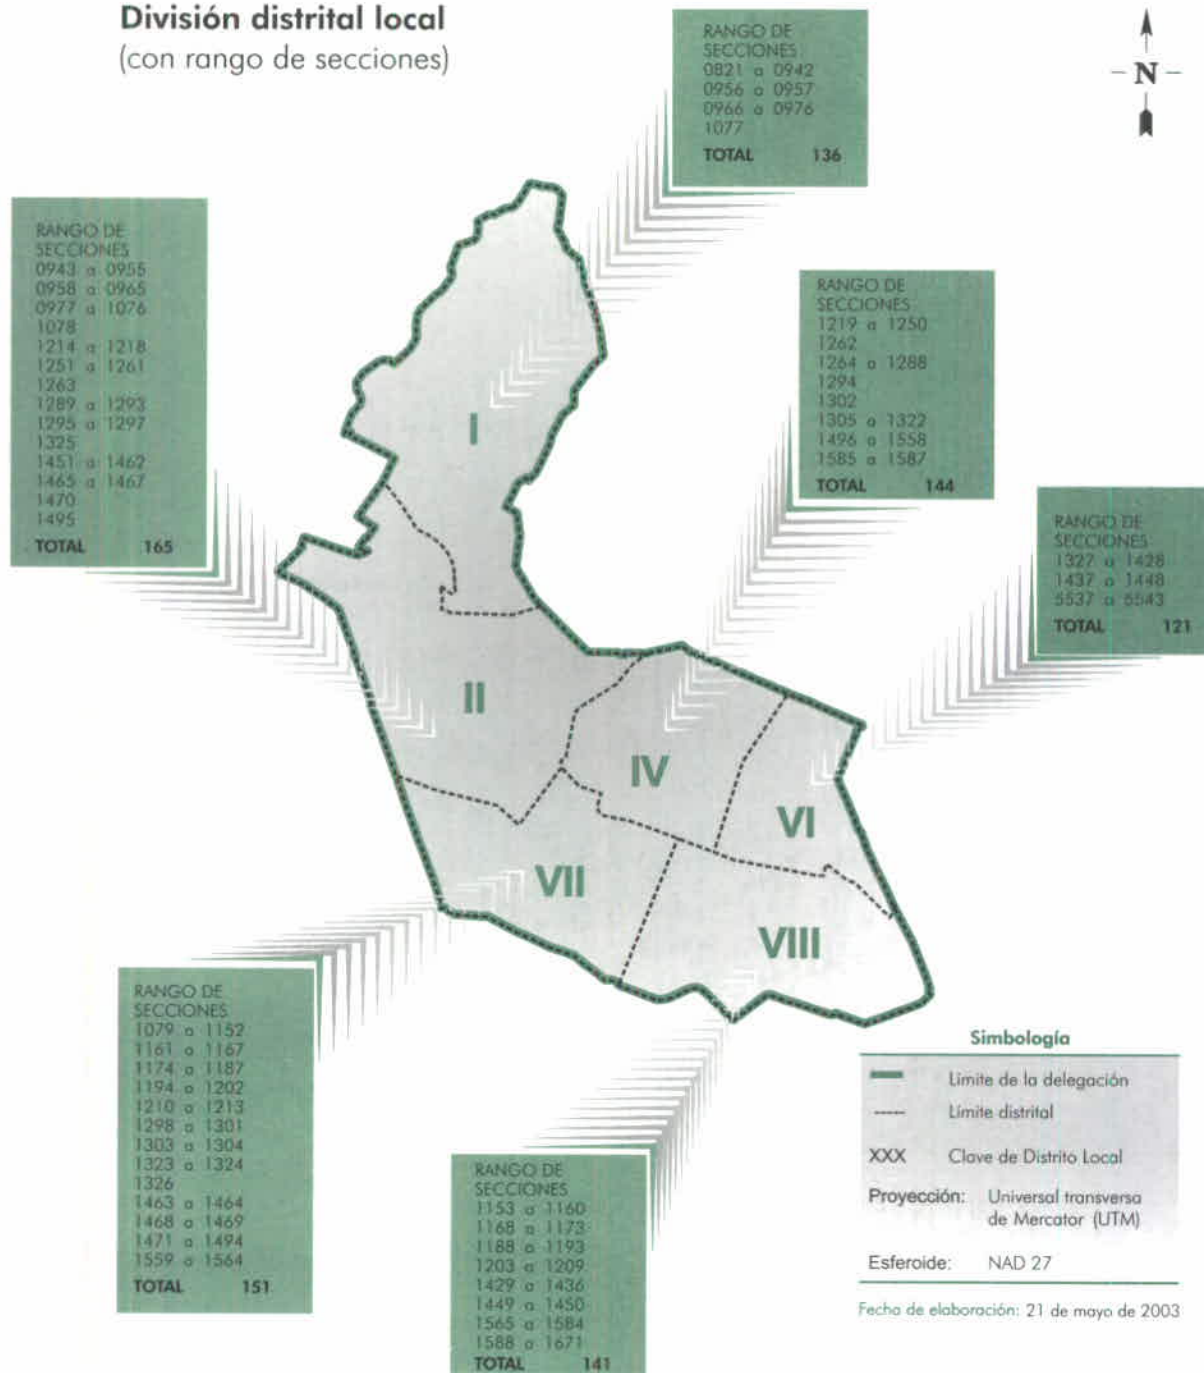 División distrital local
(con rango de secciones)
RANGO DE
SECCIONES
0821 a 0942
0956 a 0957
0966 a 0976
1077
TOTAL 136
N
RANGO DE
SECCIONES
0943 a 0955
0958 a 0965
0977 a 1076
1078
1214 a 1218
1251 a 1261
1263
1289 a 1293
1295 a 1297
1325
1451 a 1462
1465 a 1467
1470
1495
TOTAL 165
RANGO DE
SECCIONES
1219 a 1250
1262
1264 a 1288
1294
1302
1305 a 1322
1496 a 1558
1585 a 1587
TOTAL 144
RANGO DE
SECCIONES
1327 a 1428
1437 a 1448
5537 a 5543
TOTAL 121
I
II
IV
VI
VII
VIII
RANGO DE
SECCIONES
1079 a 1152
1161 a 1167
1174 a 1187
1194 a 1202
1210 a 1213
1298 a 1301
1303 a 1304
1323 a 1324
1326
1463 a 1464
1468 a 1469
1471 a 1494
1559 a 1564
TOTAL 151
RANGO DE
SECCIONES
1153 a 1160
1168 a 1173
1188 a 1193
1203 a 1209
1429 a 1436
1449 a 1450
1565 a 1584
1588 a 1671
TOTAL 141
Simbología
Límite de la delegación
Límite distrital
XXX Clave de Distrito Local
Proyección: Universal transversa
de Mercator (UTM)
Esferoide: NAD 27
Fecha de elaboración: 21 de mayo de 2003